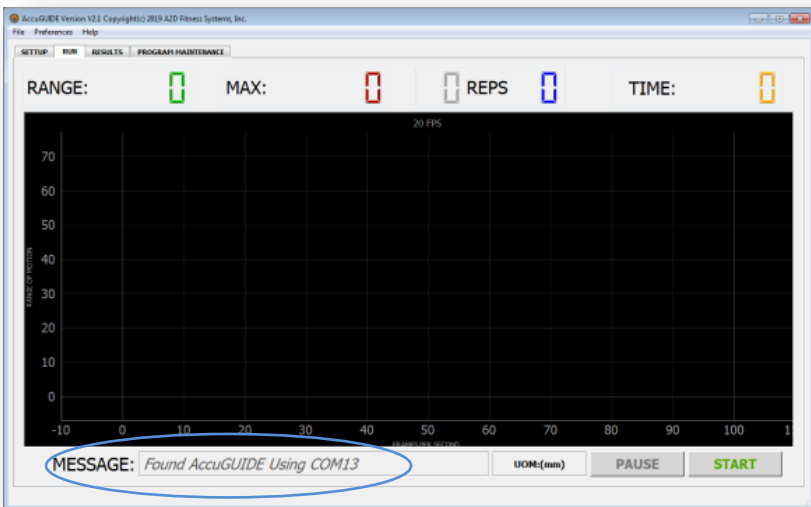 AccuGUIDE Version V2.1 Copyright(c) 2019 A2D Fitness Systems, Inc.
File Preferences Help
SETTUP RUN RESULTS PROGRAM MAINTENANCE
RANGE: 0 MAX: 0 0 REPS 0 TIME: 0
20 FPS
70
60
50
40
30
20
10
0
RANGE OF MOTION
-10 0 10 20 30 40 50 60 70 80 90 100 1
FRAMES PER SECOND
MESSAGE: Found AccuGUIDE Using COM13 UOM:(mm) PAUSE START